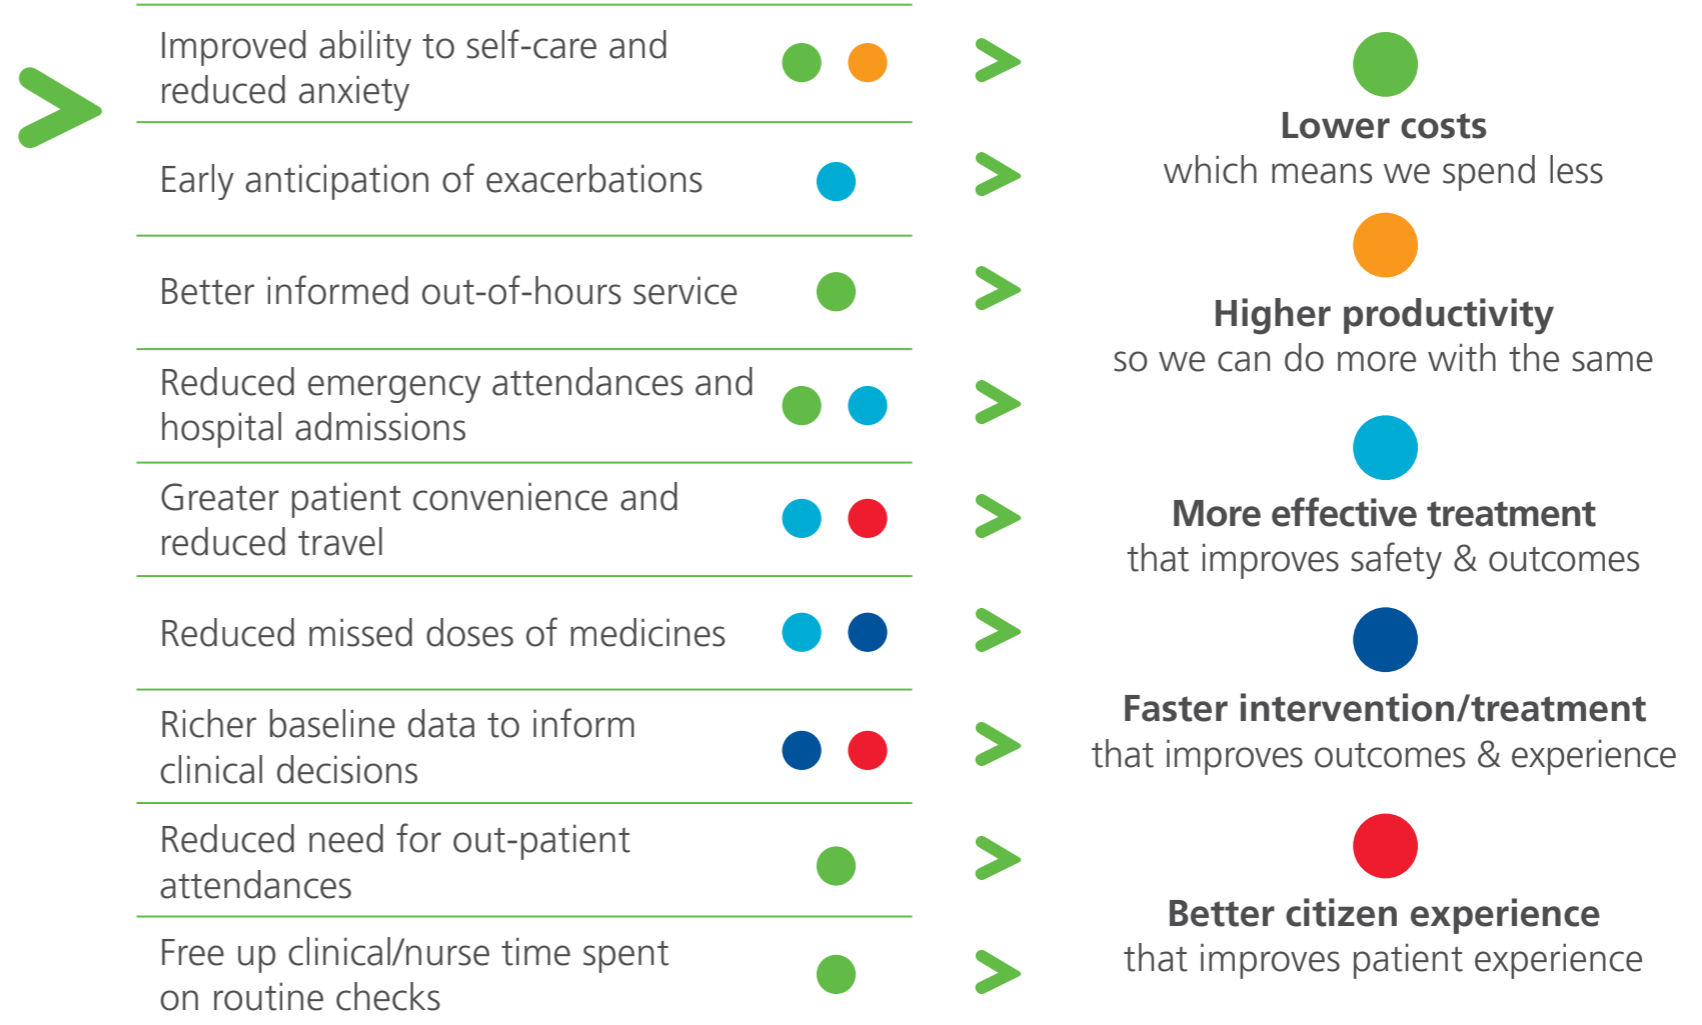 Improved ability to self-care and
reduced anxiety
Early anticipation of exacerbations
Better informed out-of-hours service
Reduced emergency attendances and
hospital admissions
Greater patient convenience and
reduced travel
Reduced missed doses of medicines
Richer baseline data to inform
clinical decisions
Reduced need for out-patient
attendances
Free up clinical/nurse time spent
on routine checks
Lower costs
which means we spend less
Higher productivity
so we can do more with the same
More effective treatment
that improves safety & outcomes
Faster intervention/treatment
that improves outcomes & experience
Better citizen experience
that improves patient experience